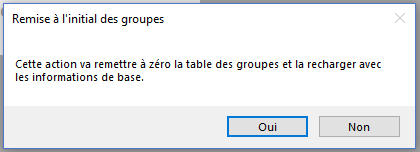 Remise à l'initial des groupes
Cette action va remettre à zéro la table des groupes et la recharger avec
les informations de base.
Oui
Non